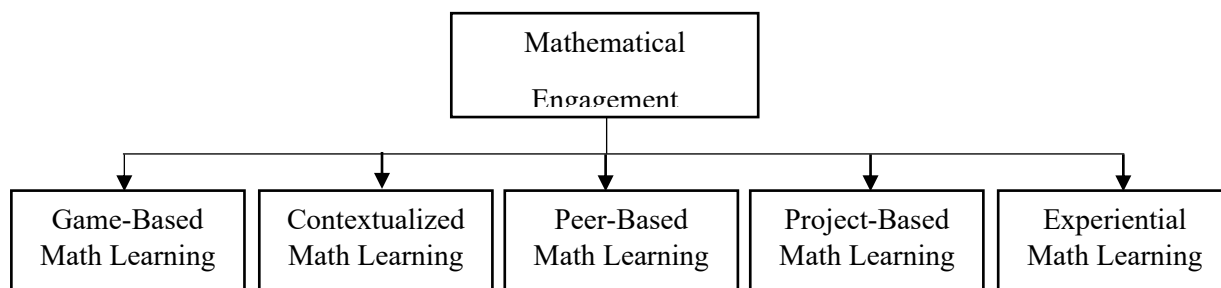 Mathematical
Engagement
Game-Based
Math Learning
Contextualized
Math Learning
Peer-Based
Math Learning
Project-Based
Math Learning
Experiential
Math Learning